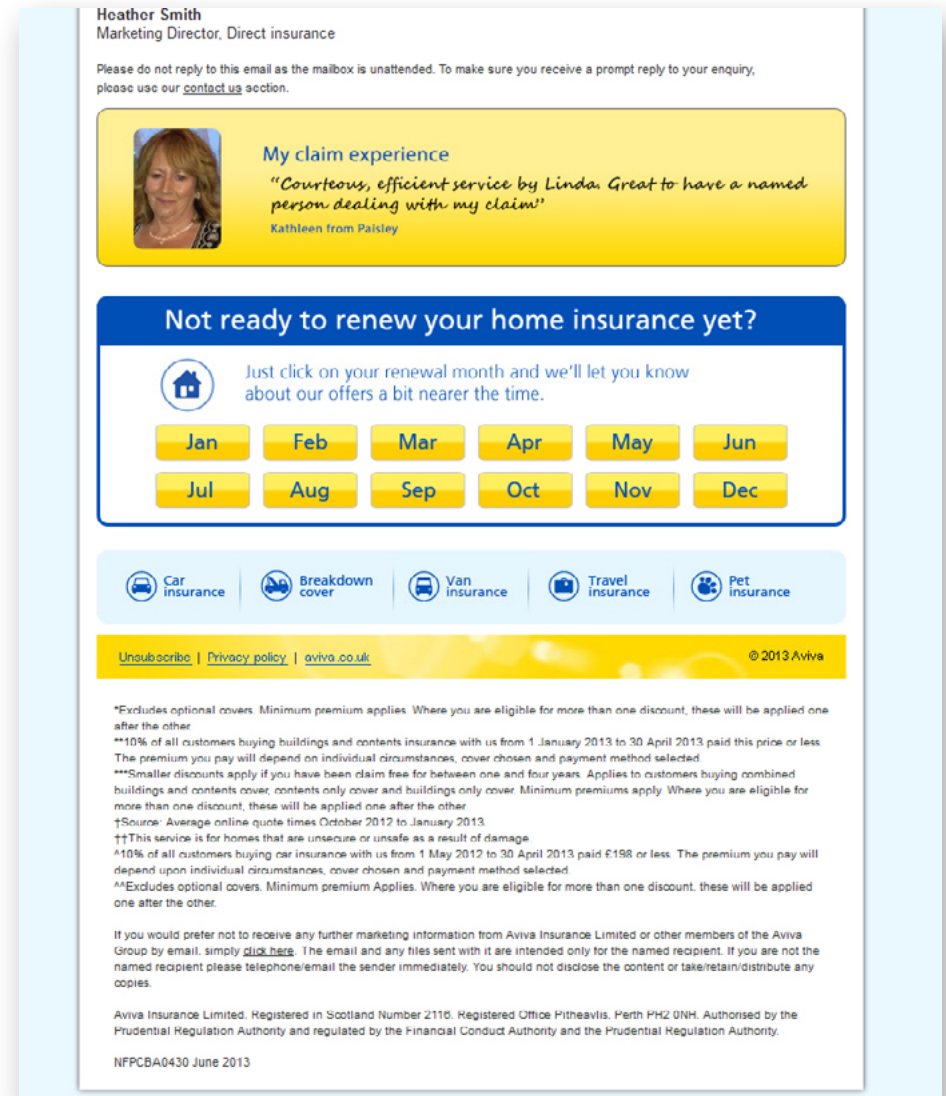 Heather Smith
Marketing Director, Direct insurance
Please do not reply to this email as the mailbox is unattended. To make sure you receive a prompt reply to your enquiry,
please use our contact us section.
My claim experience
“Courteous, efficient service by Linda. Great to have a named
person dealing with my claim”
Kathleen from Paisley
Not ready to renew your home insurance yet?
Just click on your renewal month and we'll let you know
about our offers a bit nearer the time.
Jan Feb Mar Apr May Jun
Jul Aug Sep Oct Nov Dec
Car insurance Breakdown cover Van insurance Travel insurance Pet insurance
Unsubscribe | Privacy policy | aviva.co.uk © 2013 Aviva
*Excludes optional covers. Minimum premium applies. Where you are eligible for more than one discount, these will be applied one
after the other
**10% of all customers buying buildings and contents insurance with us from 1 January 2013 to 30 April 2013 paid this price or less.
The premium you pay will depend on individual circumstances, cover chosen and payment method selected.
***Smaller discounts apply if you have been claim free for between one and four years. Applies to customers buying combined
buildings and contents cover, contents only cover and buildings only cover. Minimum premiums apply. Where you are eligible for
more than one discount, these will be applied one after the other
†Source: Average online quote times October 2012 to January 2013.
††This service is for homes that are unsecure or unsafe as a result of damage
^10% of all customers buying car insurance with us from 1 May 2012 to 30 April 2013 paid £198 or less. The premium you pay will
depend upon individual circumstances, cover chosen and payment method selected.
^^Excludes optional covers. Minimum premium Applies. Where you are eligible for more than one discount, these will be applied
one after the other.
If you would prefer not to receive any further marketing information from Aviva Insurance Limited or other members of the Aviva
Group by email, simply click here. The email and any files sent with it are intended only for the named recipient. If you are not the
named recipient please telephone/email the sender immediately. You should not disclose the content or take/retain/distribute any
copies.
Aviva Insurance Limited. Registered in Scotland Number 2116. Registered Office Pitheavlis, Perth PH2 0NH. Authorised by the
Prudential Regulation Authority and regulated by the Financial Conduct Authority and the Prudential Regulation Authority.
NFPCBA0430 June 2013